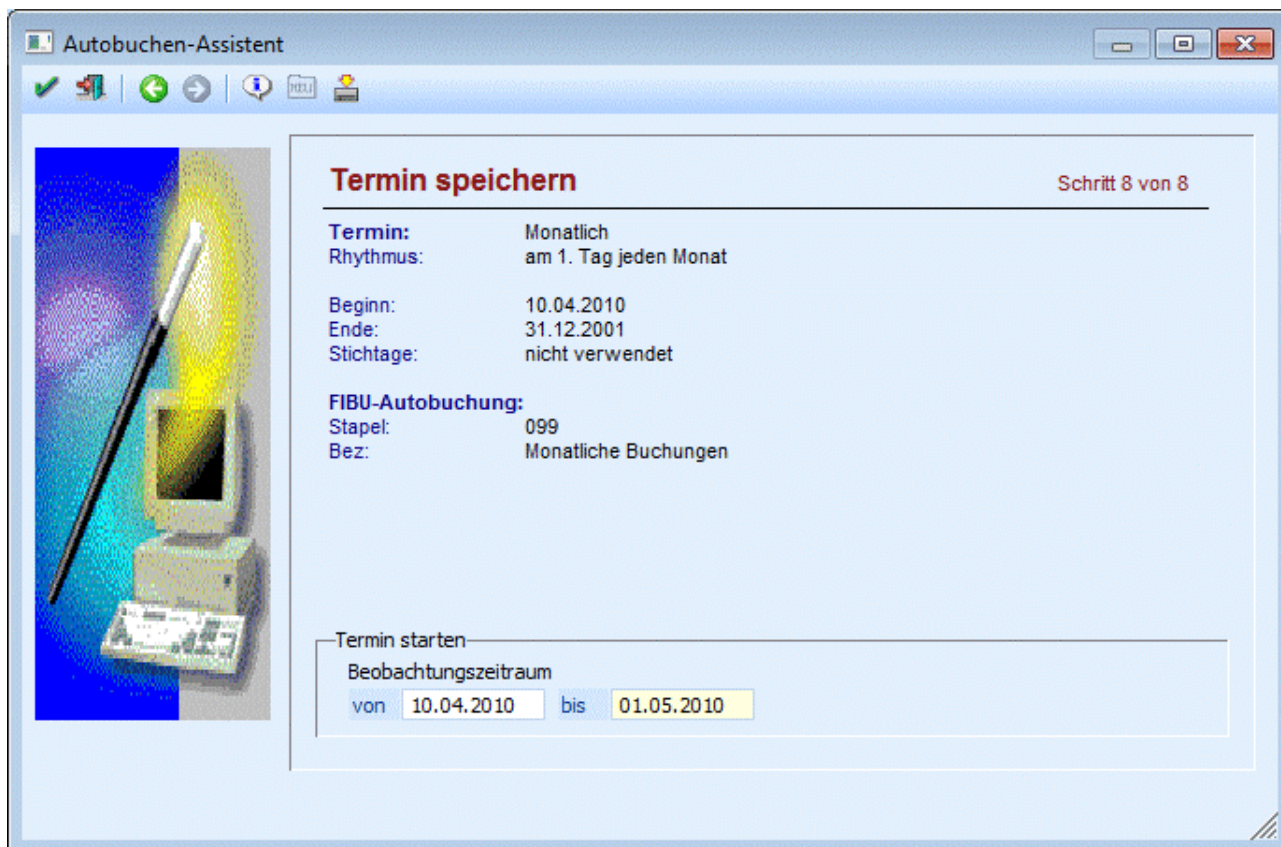 Autobuchen-Assistent
NEU
Termin speichern Schritt 8 von 8
Termin: Monatlich
Rhythmus: am 1. Tag jeden Monat
Beginn: 10.04.2010
Ende: 31.12.2001
Stichtage: nicht verwendet
FIBU-Autobuchung:
Stapel: 099
Bez: Monatliche Buchungen
Termin starten
Beobachtungszeitraum
von 10.04.2010 bis 01.05.2010